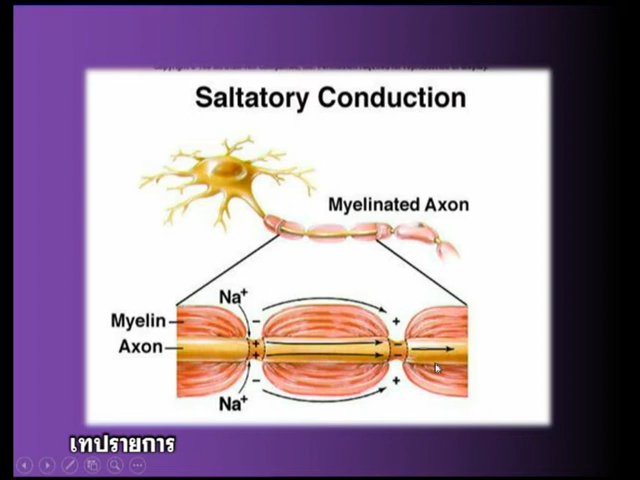 Saltatory Conduction
Myelinated Axon
Na+
− +
Myelin
Axon
+ −
+ −
− +
Na+
เทปรายการ